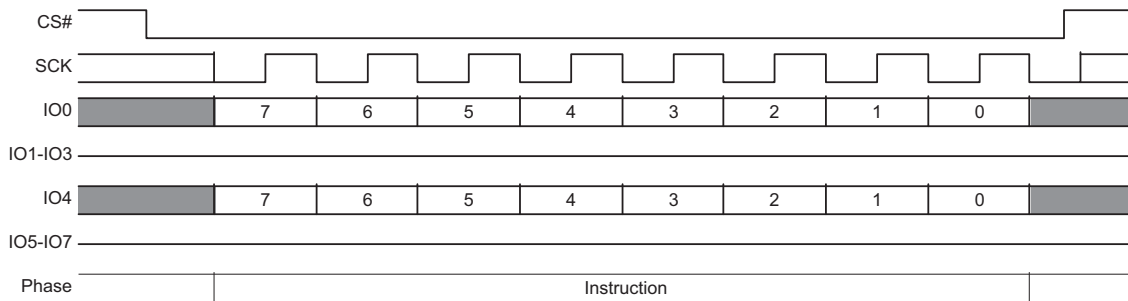 CS#
SCK
IO0 7 6 5 4 3 2 1 0
IO1-IO3
IO4 7 6 5 4 3 2 1 0
IO5-IO7
Phase Instruction